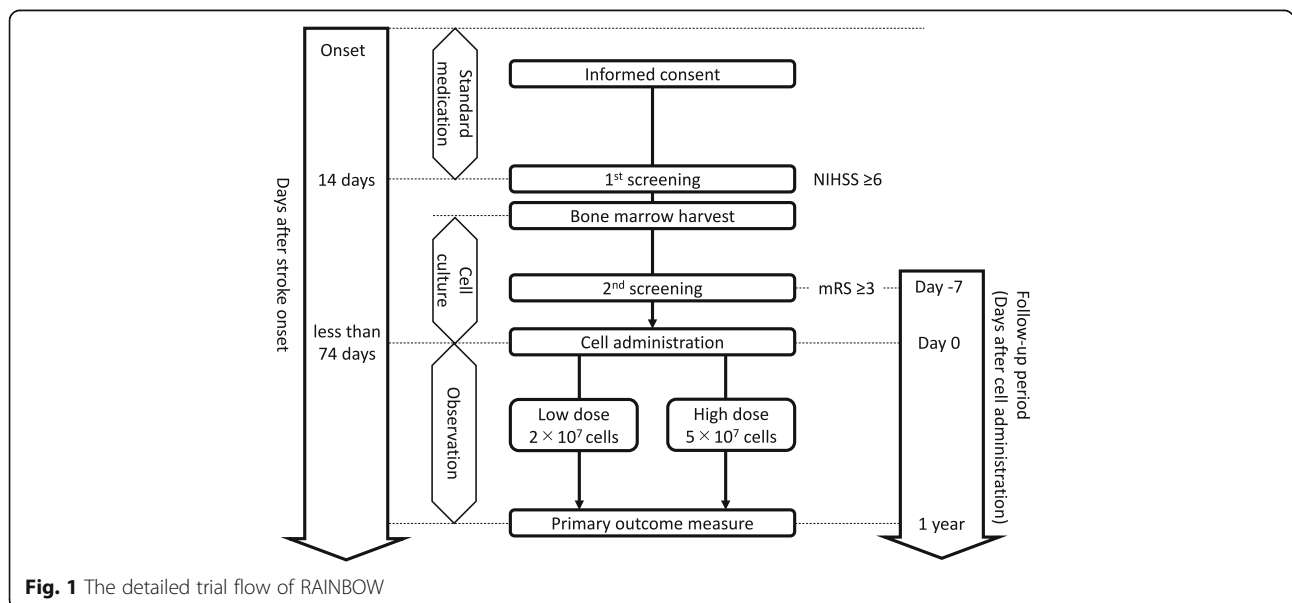 Onset
Standard
medication
Informed consent
14 days
1st screening
NIHSS ≥6
Bone marrow harvest
Days after stroke onset
Cell
culture
2nd screening
mRS ≥3
Day -7
less than
74 days
Cell administration
Day 0
Follow-up period
(Days after cell administration)
Observation
Low dose
2 × 10⁷ cells
High dose
5 × 10⁷ cells
Primary outcome measure
1 year
Fig. 1 The detailed trial flow of RAINBOW